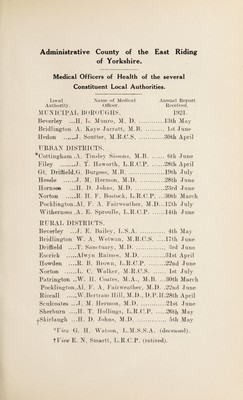 Administrative County of the East Riding
of Yorkshire.
Medical Officers of Health of the several
Constituent Local Authorities.
Local Authority. Name of Medical Officer. Annual Report Received.
MUNICIPAL BOROUGHS. 1921.
Beverley ...H. L. Munro, M. D. ............13th May
Bridlington A. Kaye Jarratt, M.B. ......... 1st June
Hedon ......J. Soutter, M.R.C.S. ............30th April
URBAN DISTRICTS.
*Cottingham .A. Tinsley Sissons, M.B. ...... 6th June
Filey ......J. T. Haworth, L.R.C.P. ......28th April
Gt. Driffield.G. Burgess, M.B. ............19th July
Hessle ......J. M. Hermon, M.D. .........28th June
Hornsea ...H. D. Johns, M.D. ............23rd June
Norton ......R. H. F. Bostock, L.R.C.P. ...30th March
Pocklington.Al. F. A. Fairweather, M.D. ...12th July
Withernsea .A. E. Sproulle, L.R.C.P. ......14th June
RURAL DISTRICTS.
Beverley ...J. E. Bailey, L.S.A. ......... 4th May
Bridlington W. A. Wetwan, M.R.C.S. ...17th June
Driffield ...T. Sanctuary, M.D. ............ 3rd June
Escrick ......Alwyn Raimes, M.D. .........31st April
Howden ...R. B. Brown, L.R.C.P. ......22nd June
Norton ......L. C. Walker, M.R.C.S. ...... 1st July
Patrington ..W. H. Coates, M.A., M.B. ...30th March
Pocklington.Al. F. A. Fairweather, M.D. .22nd June
Riccall ......W.Bertram Hill, M.D., D.P.H.28th April
Sculcoates ...J. M. Hermon, M.D. .........21st June
Sherburn ...H. T. Hollings, L.R.C.P. ......26th May
†Skirlaugh ...H. D. Johns, M.D. ............ 5th May
*Vice G. H. Watson, L.M.S.S.A. (deceased).
†Vice E. N. Smartt, L.R.C.P. (retired).